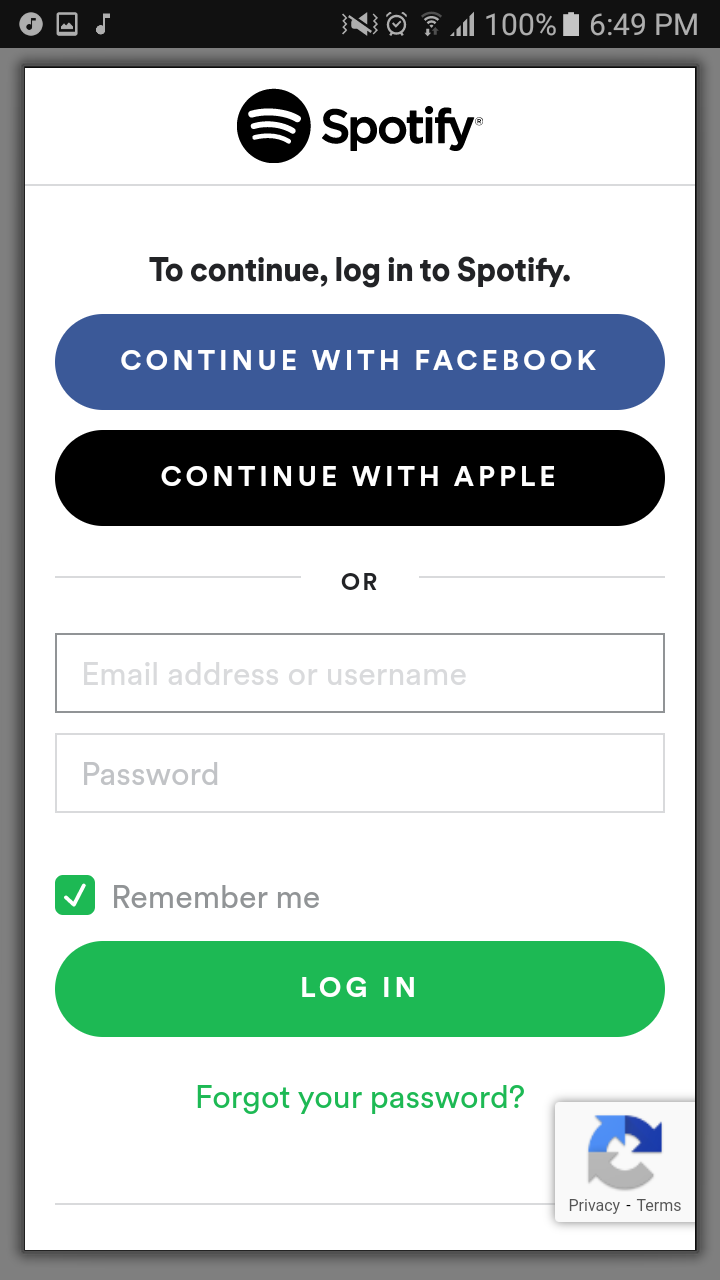 100% 6:49 PM
Spotify®
To continue, log in to Spotify.
CONTINUE WITH FACEBOOK
CONTINUE WITH APPLE
OR
Email address or username
Password
Remember me
LOG IN
Forgot your password?
Privacy - Terms